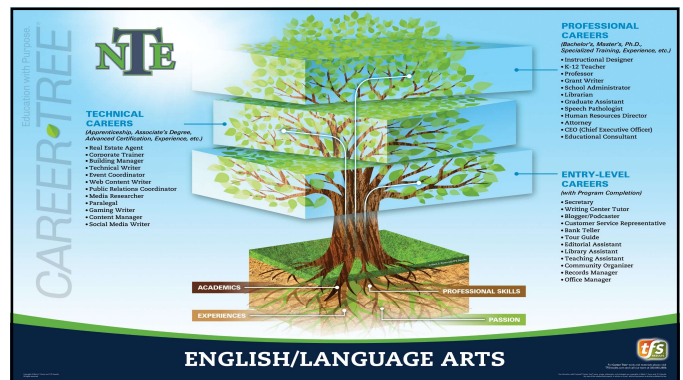 Education with Purpose
CAREER TREE
NTE
PROFESSIONAL
CAREERS
(Bachelor's, Master's, Ph.D.,
Specialized Training, Experience, etc.)
• Instructional Designer
• K-12 Teacher
• Professor
• Grant Writer
• School Administrator
• Librarian
• Graduate Assistant
• Speech Pathologist
• Human Resources Director
• Attorney
• CEO (Chief Executive Officer)
• Educational Consultant
TECHNICAL
CAREERS
(Apprenticeship, Associate's Degree,
Advanced Certification, Experience, etc.)
• Real Estate Agent
• Corporate Trainer
• Building Manager
• Technical Writer
• Event Coordinator
• Web Content Writer
• Public Relations Coordinator
• Media Researcher
• Paralegal
• Gaming Writer
• Content Manager
• Social Media Writer
ENTRY-LEVEL
CAREERS
(with Program Completion)
• Secretary
• Writing Center Tutor
• Blogger/Podcaster
• Customer Service Representative
• Bank Teller
• Tour Guide
• Editorial Assistant
• Library Assistant
• Teaching Assistant
• Community Organizer
• Records Manager
• Office Manager
ACADEMICS
PROFESSIONAL SKILLS
EXPERIENCES
PASSION
ENGLISH/LANGUAGE ARTS
tfs